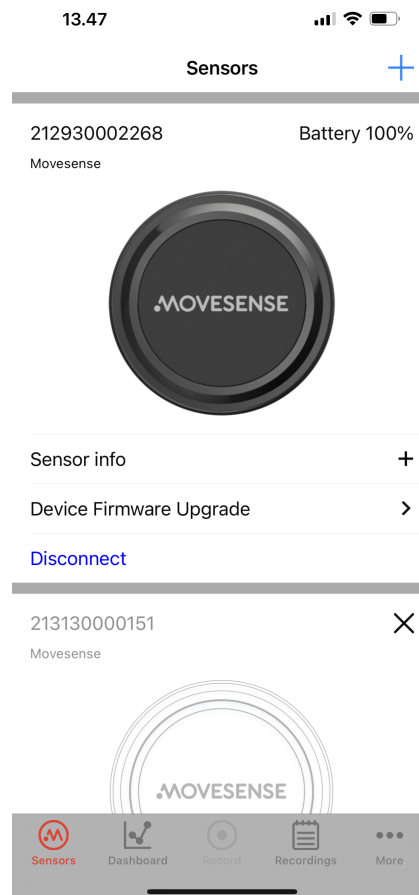 13.47
Sensors
212930002268 Battery 100%
Movesense
MOVESENSE
Sensor info
Device Firmware Upgrade
Disconnect
213130000151
Movesense
MOVESENSE
Sensors Dashboard Record Recordings More